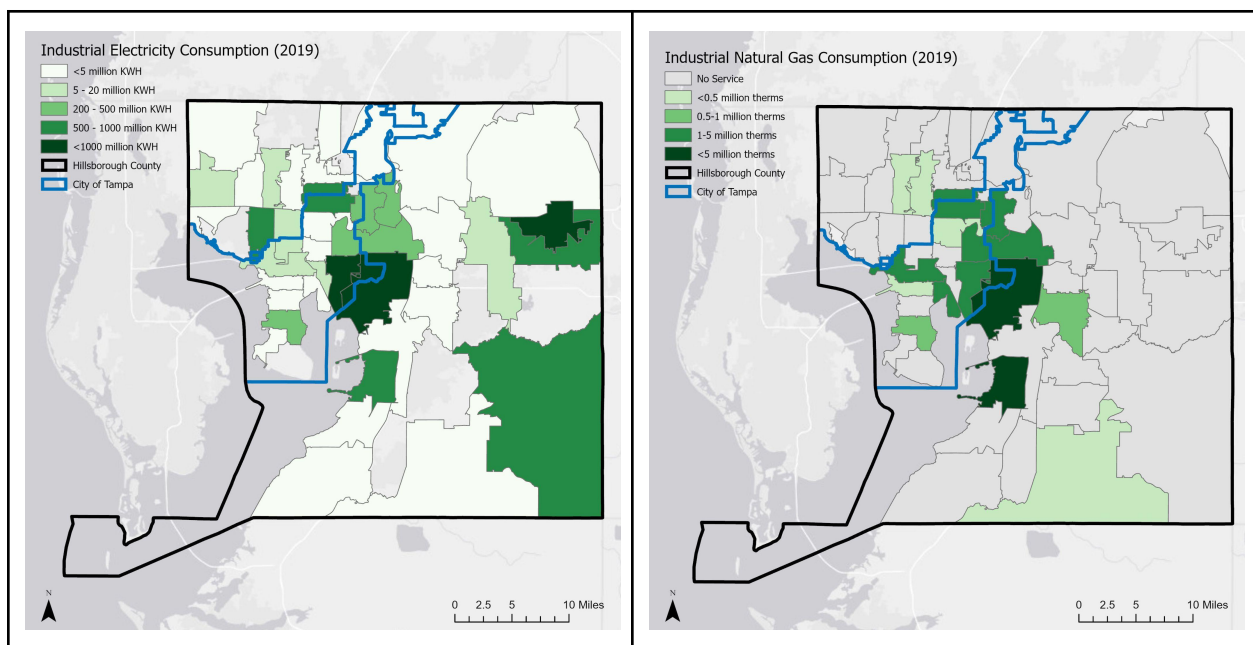 Industrial Electricity Consumption (2019)
<5 million KWH
5 - 20 million KWH
200 - 500 million KWH
500 - 1000 million KWH
<1000 million KWH
Hillsborough County
City of Tampa
N
0 2.5 5 10 Miles
Industrial Natural Gas Consumption (2019)
No Service
<0.5 million therms
0.5-1 million therms
1-5 million therms
<5 million therms
Hillsborough County
City of Tampa
N
0 2.5 5 10 Miles